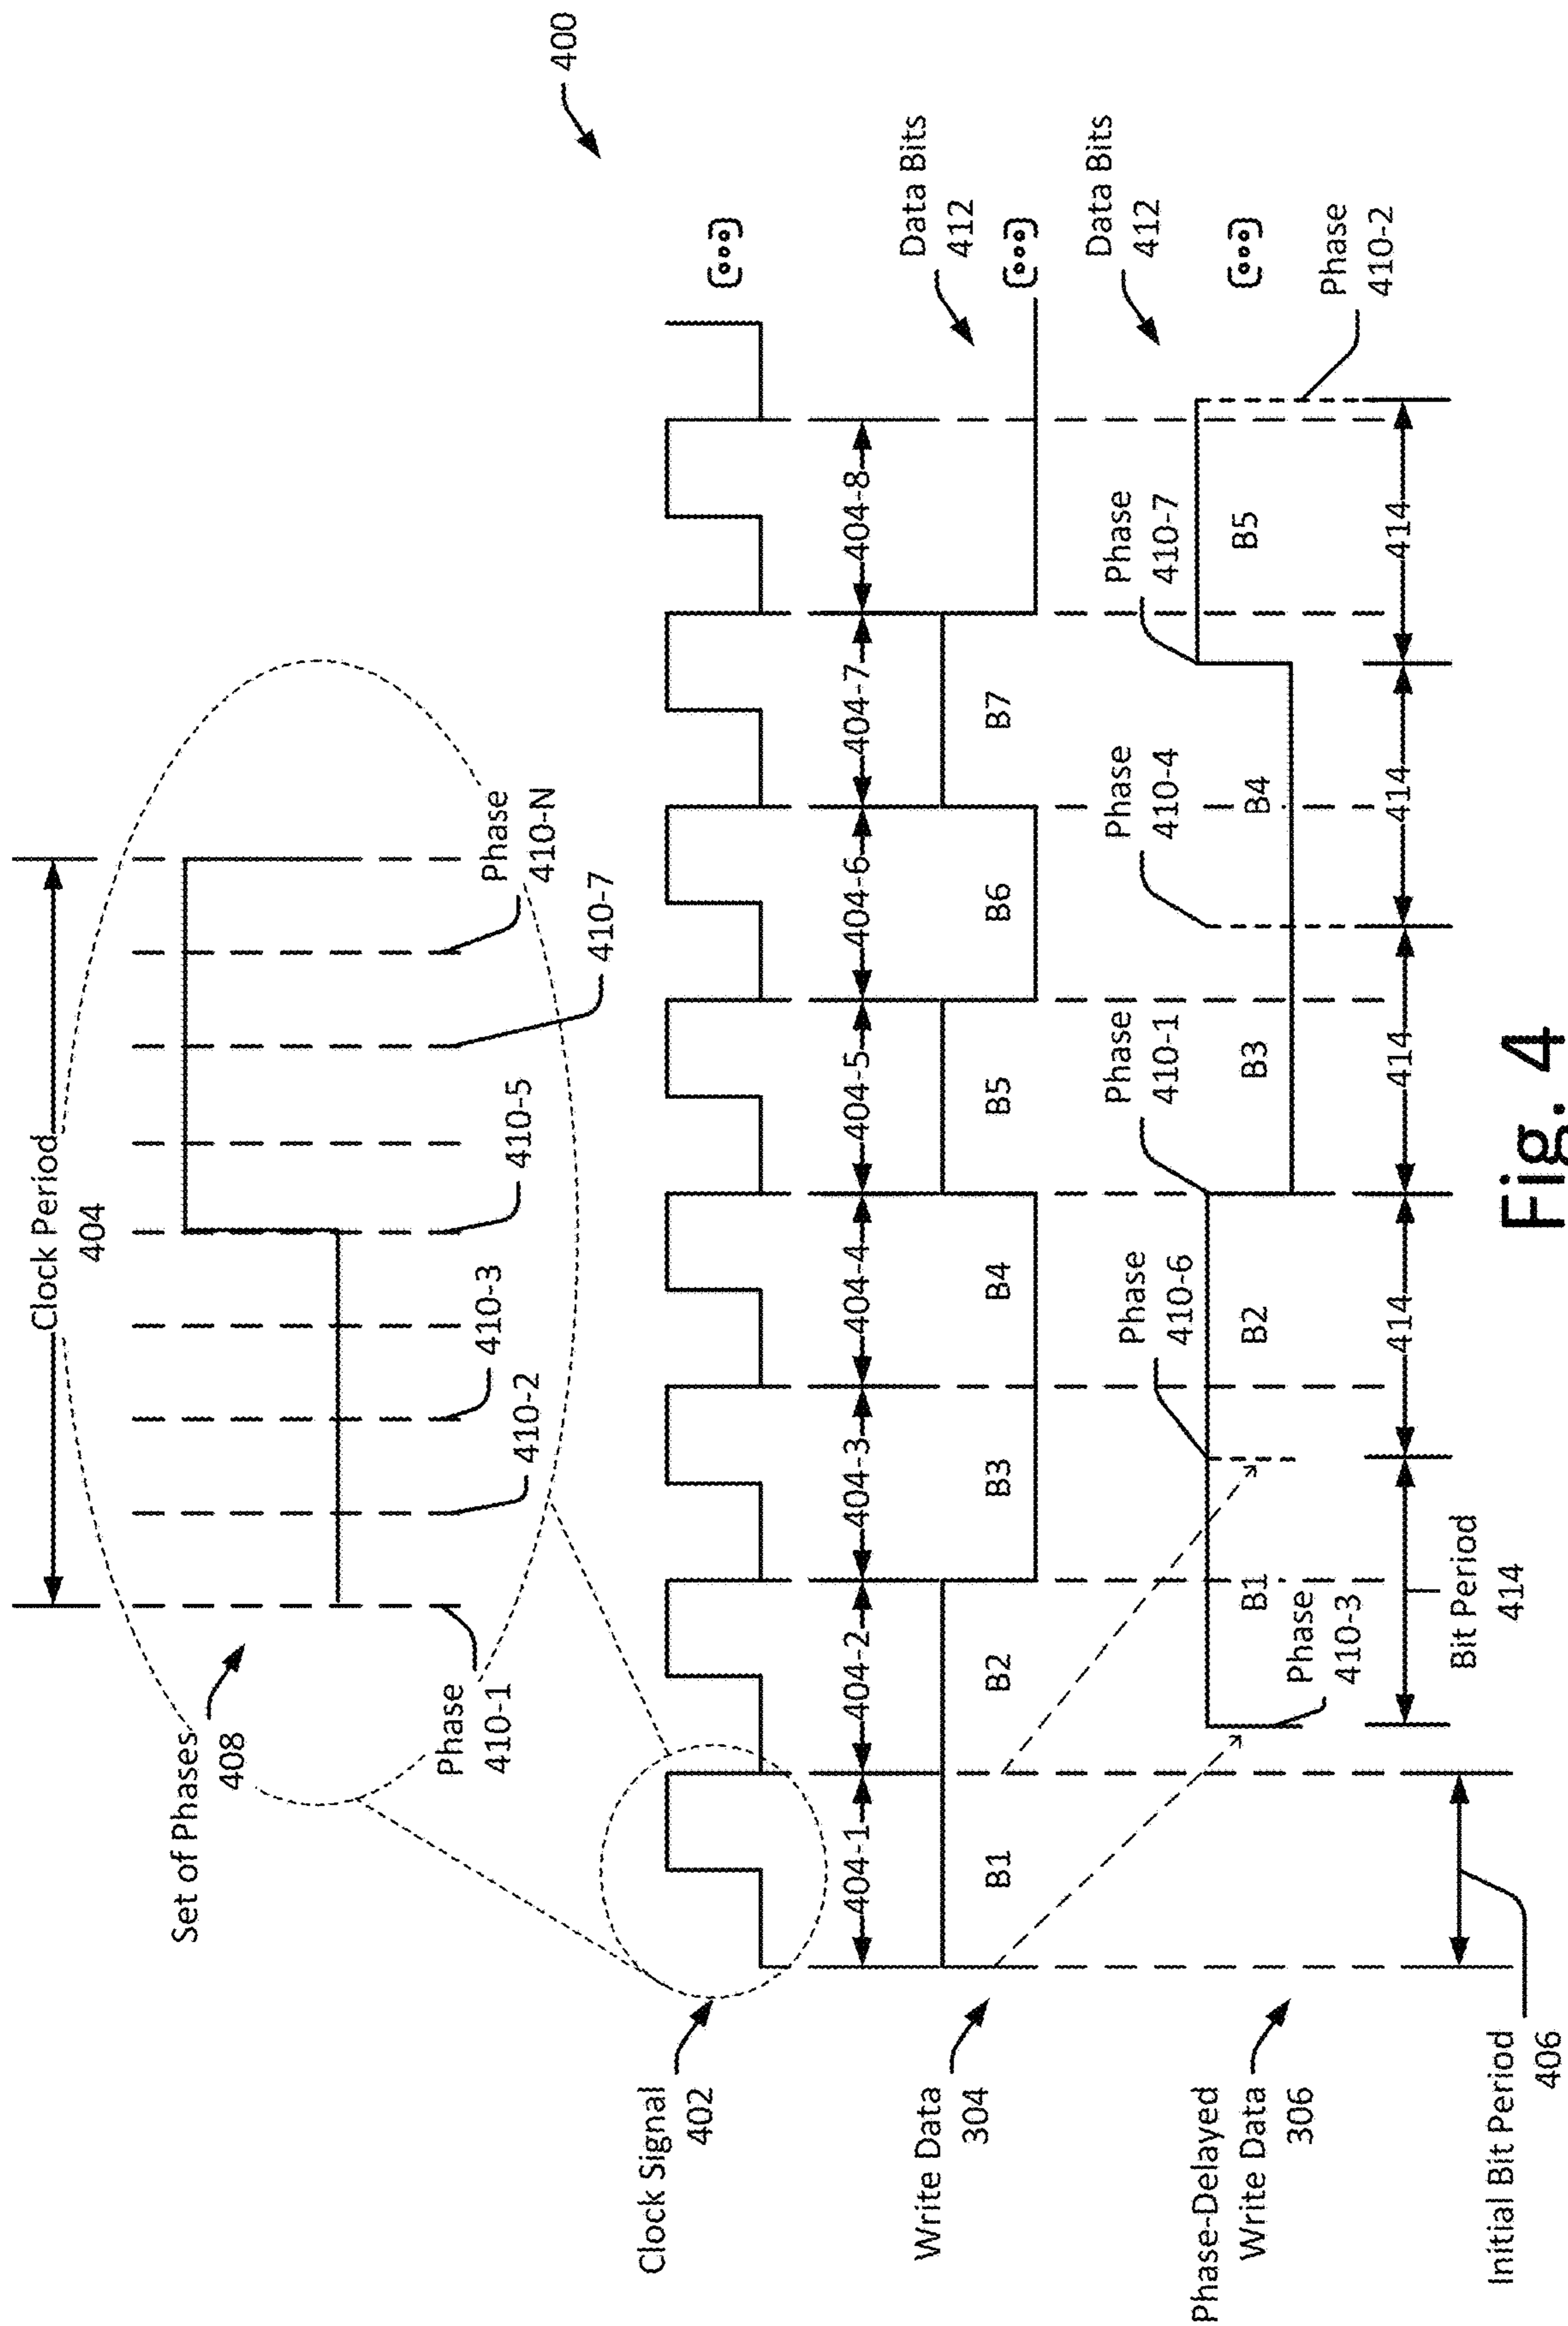 400
Clock Period
404
Set of Phases
408
Phase
410-1
410-2
410-3
410-5
410-7
Phase
410-N
Clock Signal
402
404-1
404-2
404-3
404-4
404-5
404-6
404-7
404-8
Write Data
304
B1
B2
B3
B4
B5
B6
B7
Data Bits
412
Phase-Delayed
Write Data
306
Phase
410-3
B1
Phase
410-6
B2
Phase
410-1
B3
Phase
410-4
B4
Phase
410-7
B5
Data Bits
412
Phase
410-2
Bit Period
414
414
414
414
414
Initial Bit Period
406
Fig. 4